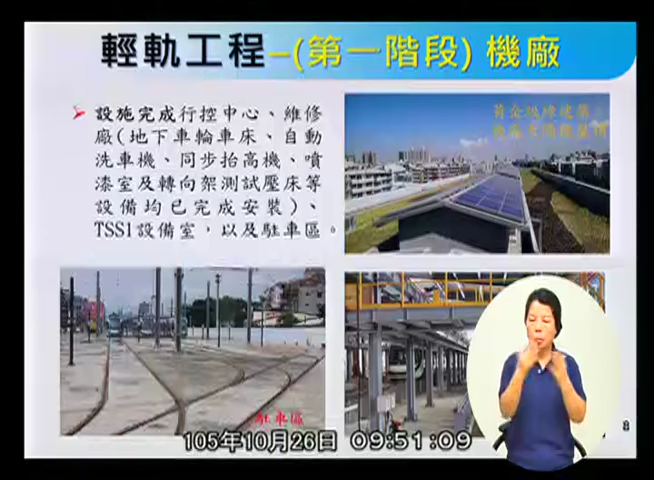 輕軌工程–(第一階段) 機廠
設施完成行控中心、維修
廠(地下車輪車床、自動
洗車機、同步抬高機、噴
漆室及轉向架測試壓床等
設備均已完成安裝)、
TSS1設備室，以及駐車區。
駐車區
105年10月26日 09:51:09